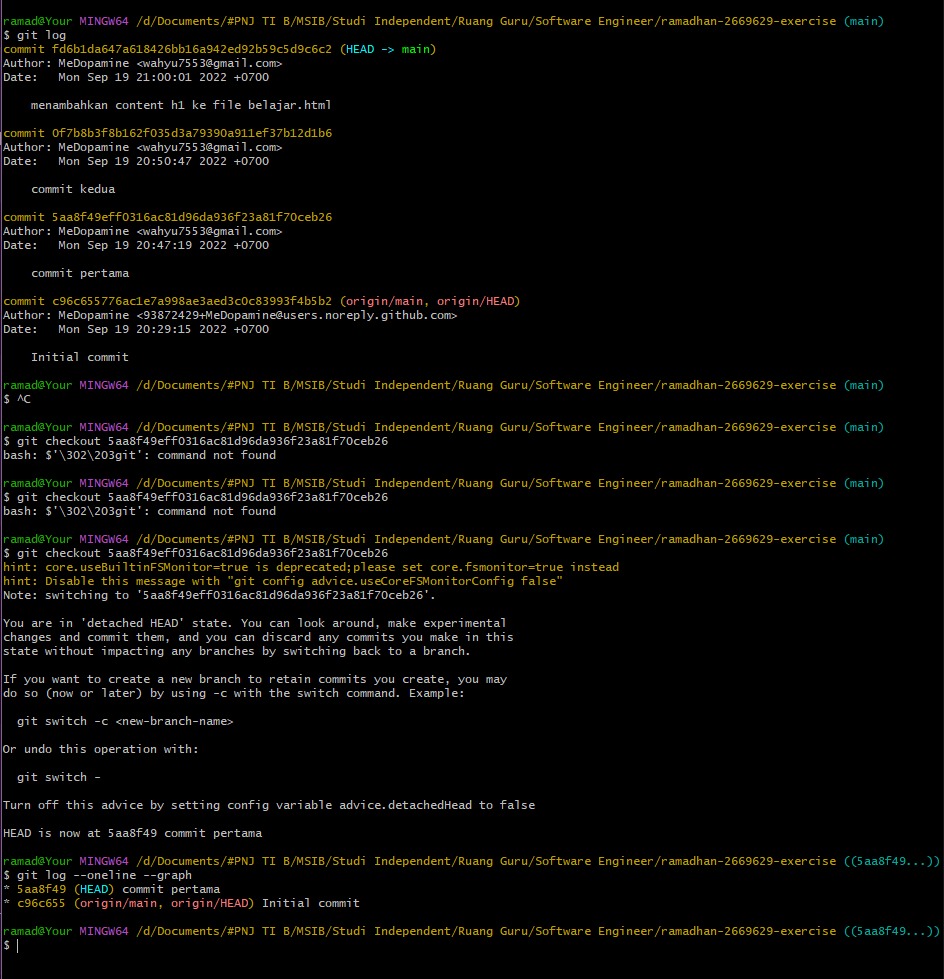 ramad@Your MINGW64 /d/Documents/#PNJ TI B/MSIB/Studi Independent/Ruang Guru/Software Engineer/ramadhan-2669629-exercise (main)
$ git log
commit fd6b1da647a618426bb16a942ed92b59c5d9c6c2 (HEAD -> main)
Author: MeDopamine <wahyu7553@gmail.com>
Date:   Mon Sep 19 21:00:01 2022 +0700

    menambahkan content h1 ke file belajar.html

commit 0f7b8b3f8b162f035d3a79390a911ef37b12d1b6
Author: MeDopamine <wahyu7553@gmail.com>
Date:   Mon Sep 19 20:50:47 2022 +0700

    commit kedua

commit 5aa8f49eff0316ac81d96da936f23a81f70ceb26
Author: MeDopamine <wahyu7553@gmail.com>
Date:   Mon Sep 19 20:47:19 2022 +0700

    commit pertama

commit c96c655776ac1e7a998ae3aed3c0c83993f4b5b2 (origin/main, origin/HEAD)
Author: MeDopamine <93872429+MeDopamine@users.noreply.github.com>
Date:   Mon Sep 19 20:29:15 2022 +0700

    Initial commit

ramad@Your MINGW64 /d/Documents/#PNJ TI B/MSIB/Studi Independent/Ruang Guru/Software Engineer/ramadhan-2669629-exercise (main)
$ ^C

ramad@Your MINGW64 /d/Documents/#PNJ TI B/MSIB/Studi Independent/Ruang Guru/Software Engineer/ramadhan-2669629-exercise (main)
$ git checkout 5aa8f49eff0316ac81d96da936f23a81f70ceb26
bash: $'\302\203git': command not found

ramad@Your MINGW64 /d/Documents/#PNJ TI B/MSIB/Studi Independent/Ruang Guru/Software Engineer/ramadhan-2669629-exercise (main)
$ git checkout 5aa8f49eff0316ac81d96da936f23a81f70ceb26
bash: $'\302\203git': command not found

ramad@Your MINGW64 /d/Documents/#PNJ TI B/MSIB/Studi Independent/Ruang Guru/Software Engineer/ramadhan-2669629-exercise (main)
$ git checkout 5aa8f49eff0316ac81d96da936f23a81f70ceb26
hint: core.useBuiltinFSMonitor=true is deprecated;please set core.fsmonitor=true instead
hint: Disable this message with "git config advice.useCoreFSMonitorConfig false"
Note: switching to '5aa8f49eff0316ac81d96da936f23a81f70ceb26'.

You are in 'detached HEAD' state. You can look around, make experimental
changes and commit them, and you can discard any commits you make in this
state without impacting any branches by switching back to a branch.

If you want to create a new branch to retain commits you create, you may
do so (now or later) by using -c with the switch command. Example:

  git switch -c <new-branch-name>

Or undo this operation with:

  git switch -

Turn off this advice by setting config variable advice.detachedHead to false

HEAD is now at 5aa8f49 commit pertama

ramad@Your MINGW64 /d/Documents/#PNJ TI B/MSIB/Studi Independent/Ruang Guru/Software Engineer/ramadhan-2669629-exercise ((5aa8f49...))
$ git log --oneline --graph
* 5aa8f49 (HEAD) commit pertama
* c96c655 (origin/main, origin/HEAD) Initial commit

ramad@Your MINGW64 /d/Documents/#PNJ TI B/MSIB/Studi Independent/Ruang Guru/Software Engineer/ramadhan-2669629-exercise ((5aa8f49...))
$